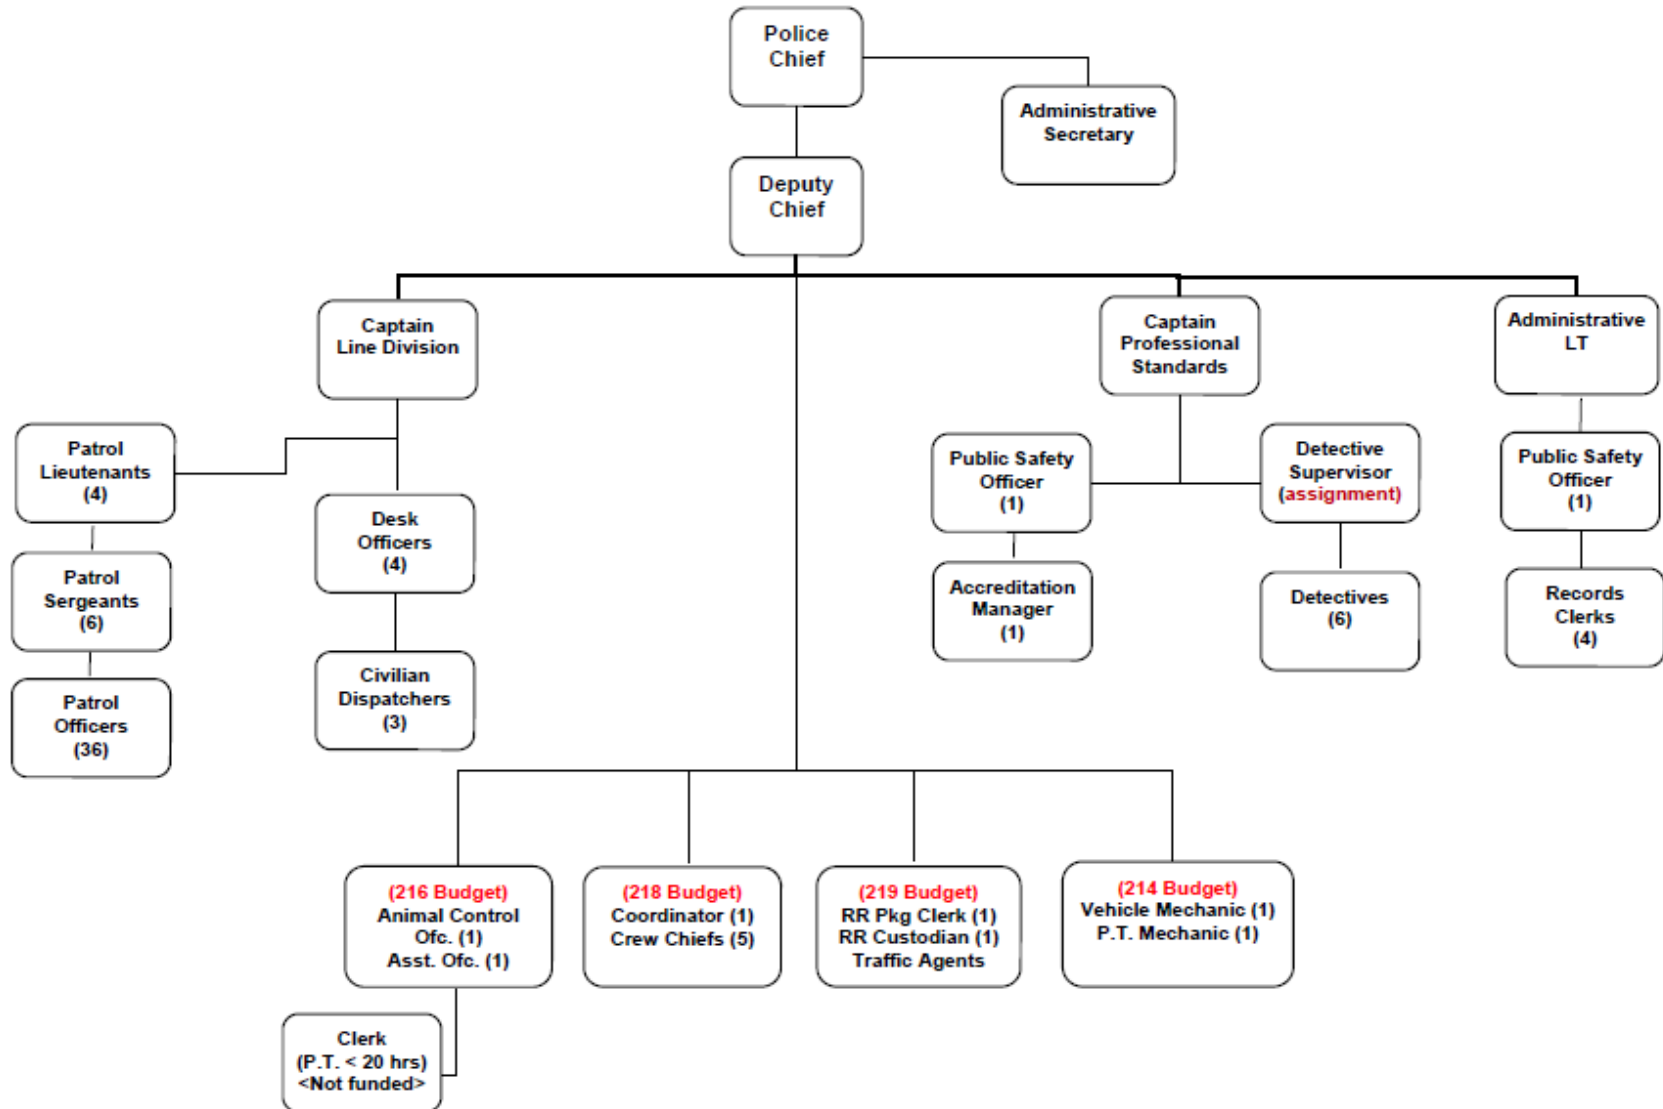 Police
Chief
Administrative
Secretary
Deputy
Chief
Captain
Line Division
Captain
Professional
Standards
Administrative
LT
Patrol
Lieutenants
(4)
Public Safety
Officer
(1)
Detective
Supervisor
(assignment)
Public Safety
Officer
(1)
Desk
Officers
(4)
Patrol
Sergeants
(6)
Accreditation
Manager
(1)
Detectives
(6)
Records
Clerks
(4)
Civilian
Dispatchers
(3)
Patrol
Officers
(36)
(216 Budget)
Animal Control
Ofc. (1)
Asst. Ofc. (1)
(218 Budget)
Coordinator (1)
Crew Chiefs (5)
(219 Budget)
RR Pkg Clerk (1)
RR Custodian (1)
Traffic Agents
(214 Budget)
Vehicle Mechanic (1)
P.T. Mechanic (1)
Clerk
(P.T. < 20 hrs)
<Not funded>